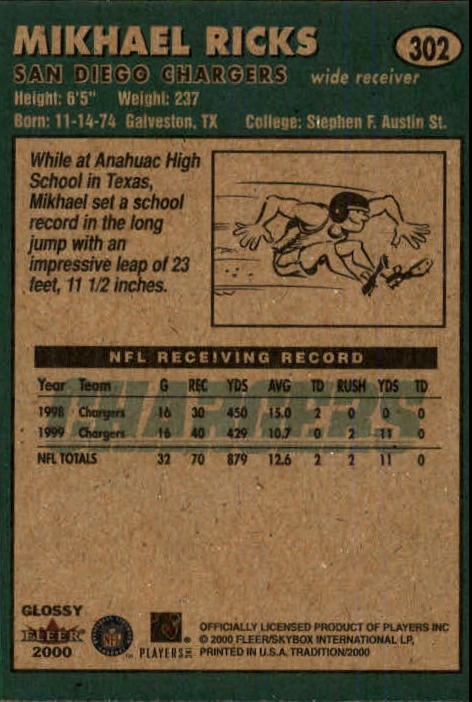 MIKHAEL RICKS
302
SAN DIEGO CHARGERS wide receiver
Height: 6'5" Weight: 237
Born: 11-14-74 Galveston, TX College: Stephen F. Austin St.
While at Anahuac High
School in Texas,
Mikhael set a school
record in the long
jump with an
impressive leap of 23
feet, 11 1/2 inches.
NFL RECEIVING RECORD
CHARGERS
Year Team G REC YDS AVG TD RUSH YDS TD
1998 Chargers 16 30 450 15.0 2 0 0 0
1999 Chargers 16 40 429 10.7 0 2 11 0
NFL TOTALS 32 70 879 12.6 2 2 11 0
GLOSSY
FLEER
2000
NFL
PLAYERS INC
OFFICIALLY LICENSED PRODUCT OF PLAYERS INC
© 2000 FLEER/SKYBOX INTERNATIONAL LP,
PRINTED IN U.S.A. TRADITION/2000